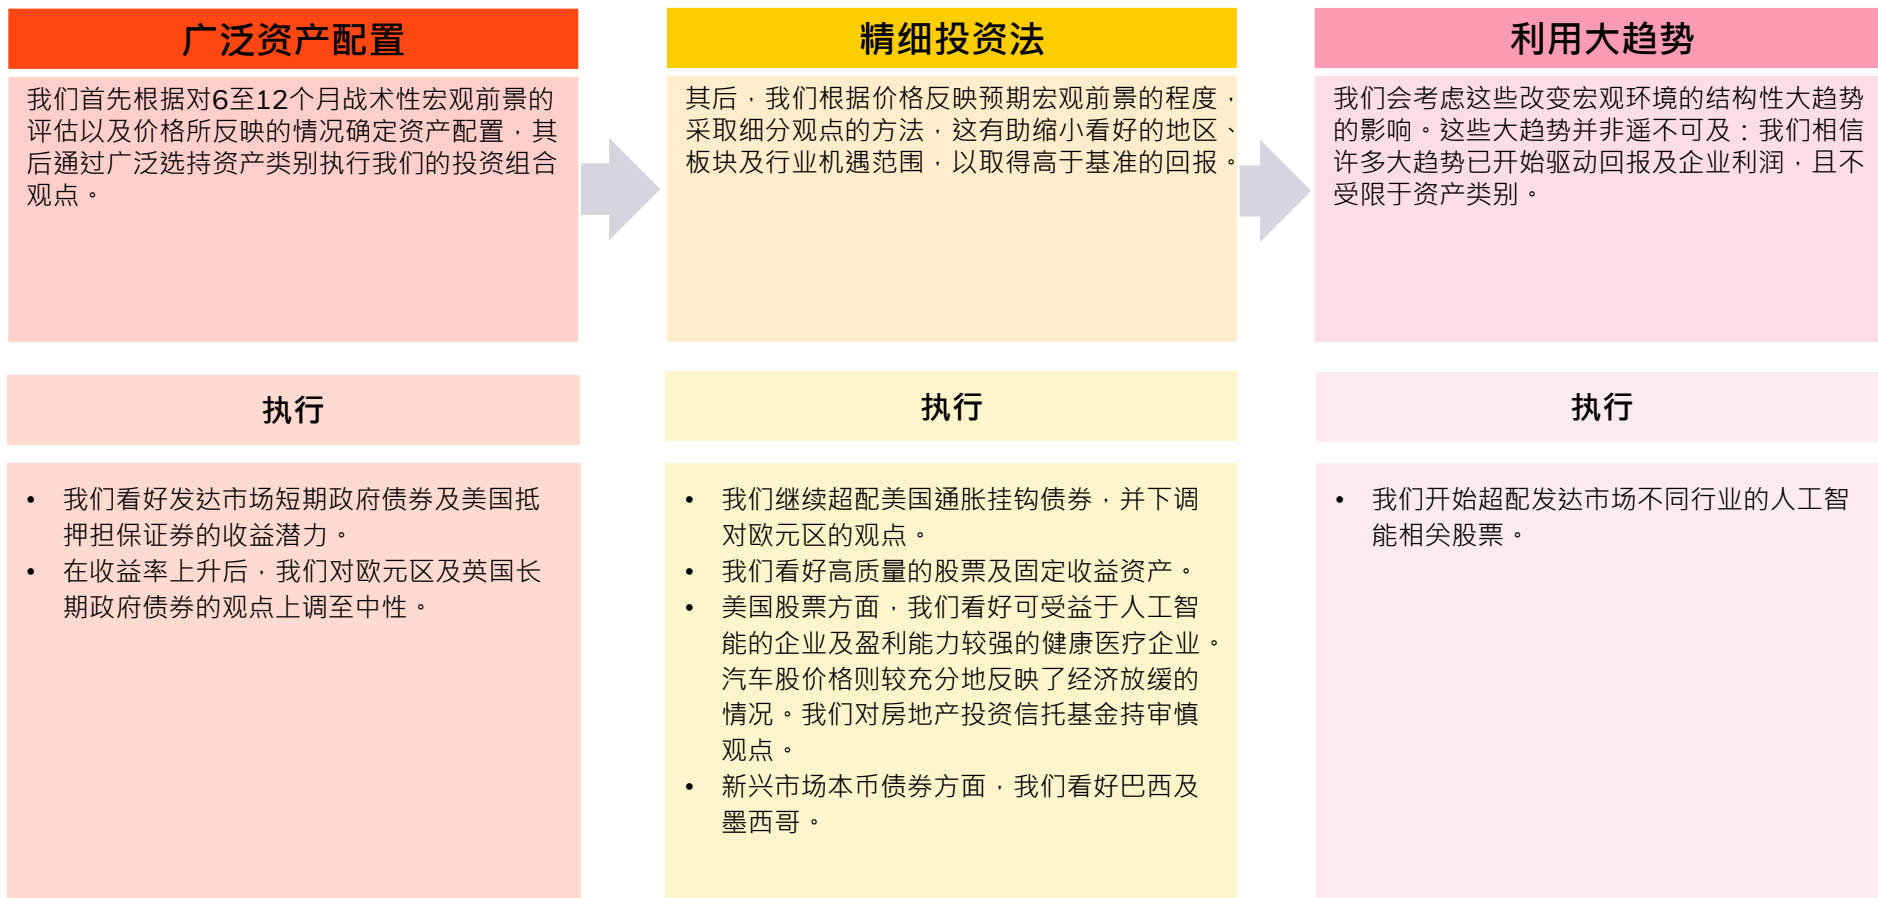 广泛资产配置
我们首先根据对6至12个月战术性宏观前景的
评估以及价格所反映的情况确定资产配置，其
后通过广泛选持资产类别执行我们的投资组合
观点。
执行
• 我们看好发达市场短期政府债券及美国抵
押担保证券的收益潜力。
• 在收益率上升后，我们对欧元区及英国长
期政府债券的观点上调至中性。
精细投资法
其后，我们根据价格反映预期宏观前景的程度，
采取细分观点的方法，这有助缩小看好的地区、
板块及行业机遇范围，以取得高于基准的回报。
执行
• 我们继续超配美国通胀挂钩债券，并下调
对欧元区的观点。
• 我们看好高质量的股票及固定收益资产。
• 美国股票方面，我们看好可受益于人工智
能的企业及盈利能力较强的健康医疗企业。
汽车股价格则较充分地反映了经济放缓的
情况。我们对房地产投资信托基金持审慎
观点。
• 新兴市场本币债券方面，我们看好巴西及
墨西哥。
利用大趋势
我们会考虑这些改变宏观环境的结构性大趋势
的影响。这些大趋势并非遥不可及：我们相信
许多大趋势已开始驱动回报及企业利润，且不
受限于资产类别。
执行
• 我们开始超配发达市场不同行业的人工智
能相关股票。